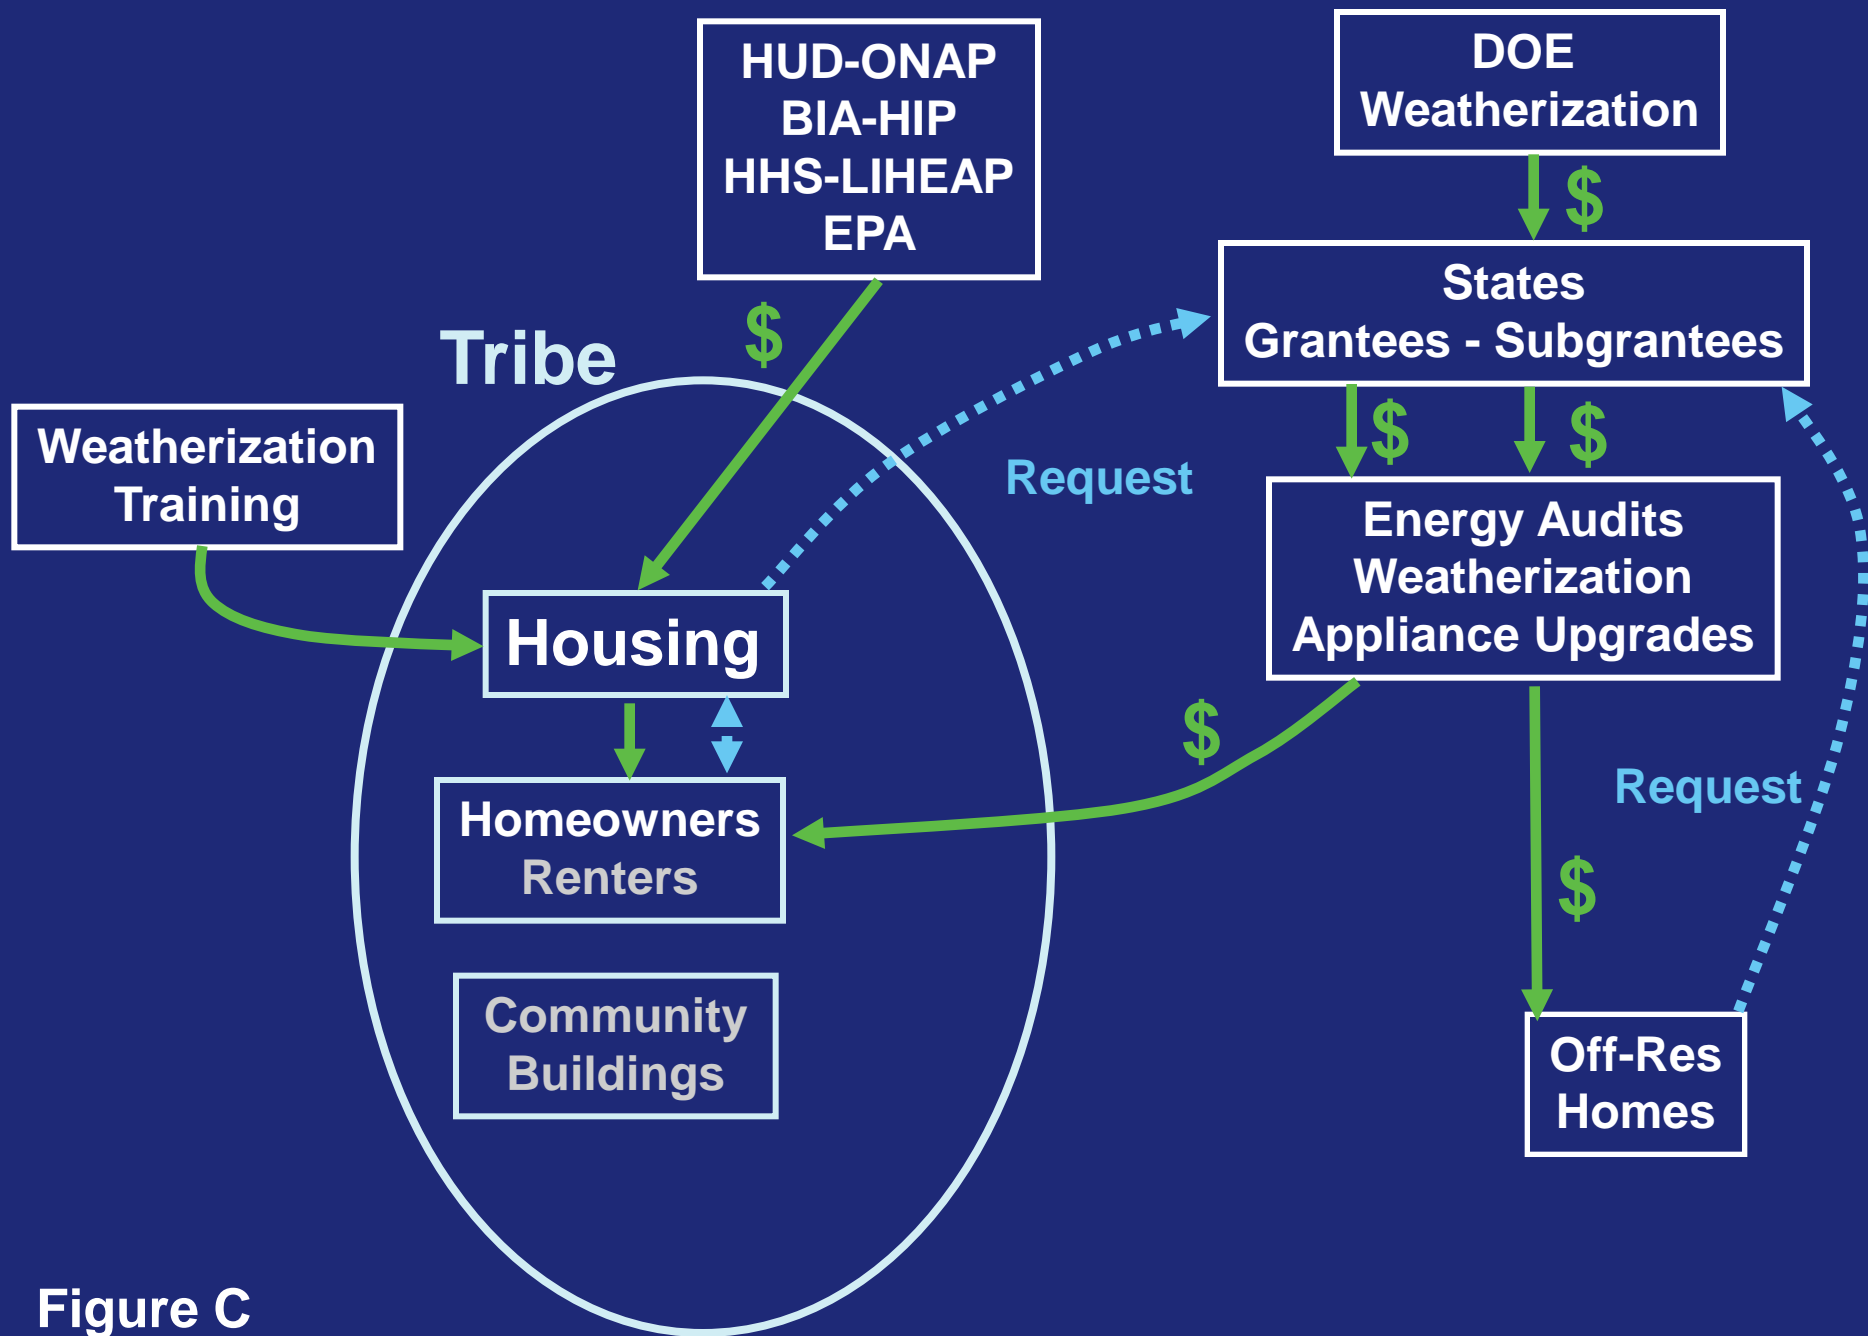 HUD-ONAP
BIA-HIP
HHS-LIHEAP
EPA
DOE
Weatherization
$
States
Grantees - Subgrantees
$
Tribe
Weatherization
Training
$
$
Request
Energy Audits
Weatherization
Appliance Upgrades
Housing
$
Request
Homeowners
Renters
$
Community
Buildings
Off-Res
Homes
Figure C